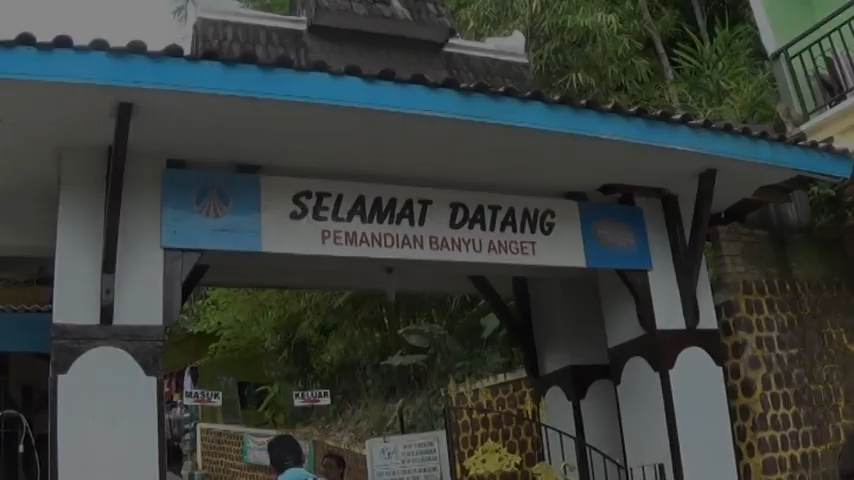 SELAMAT DATANG
PEMANDIAN BANYU ANGET
MASUK
KELUAR